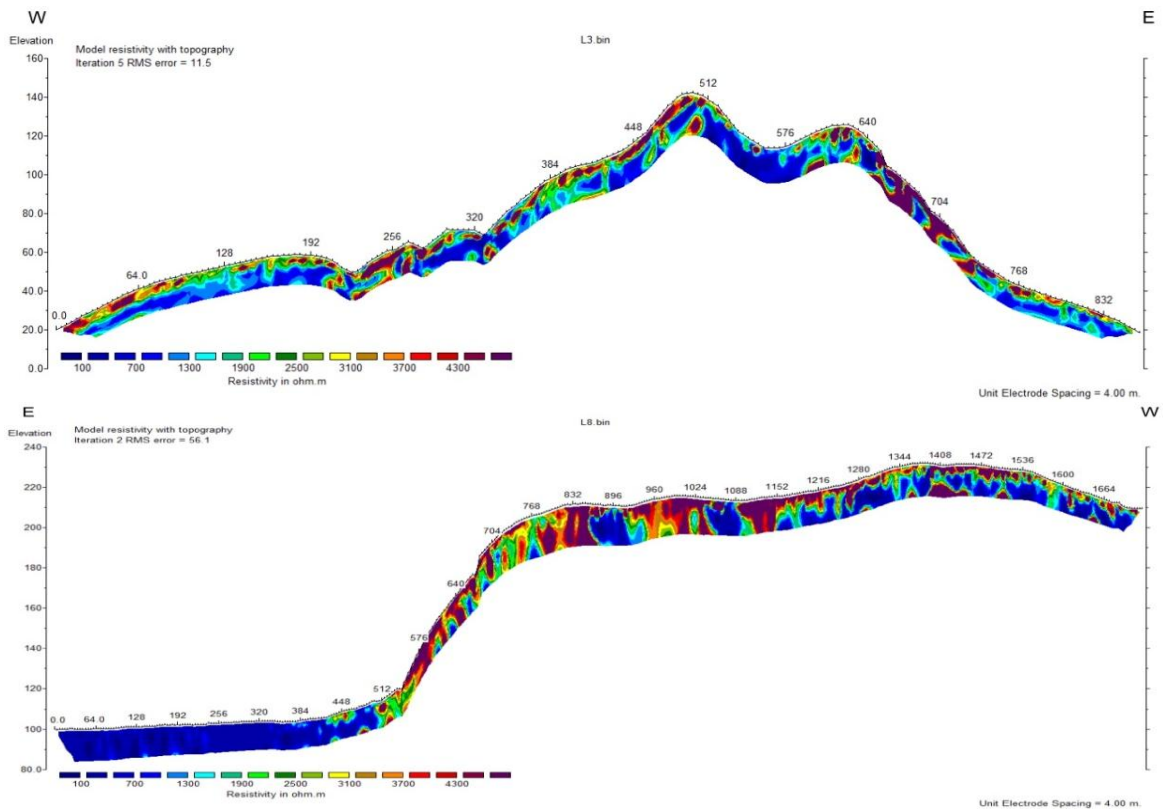 W E
Elevation
L3.bin
Model resistivity with topography
Iteration 5 RMS error = 11.5
160
140
120
100
80.0
60.0
40.0
20.0
0.0
0.0 64.0 128 192 256 320 384 448 512 576 640 704 768 832
100 700 1300 1900 2500 3100 3700 4300
Resistivity in ohm.m
Unit Electrode Spacing = 4.00 m.
E W
Elevation
L8.bin
Model resistivity with topography
Iteration 2 RMS error = 56.1
240
220
200
180
160
140
120
100
80.0
0.0 64.0 128 192 256 320 384 448 512 576 640 704 768 832 896 960 1024 1088 1152 1216 1280 1344 1408 1472 1536 1600 1664
100 700 1300 1900 2500 3100 3700 4300
Resistivity in ohm.m
Unit Electrode Spacing = 4.00 m.